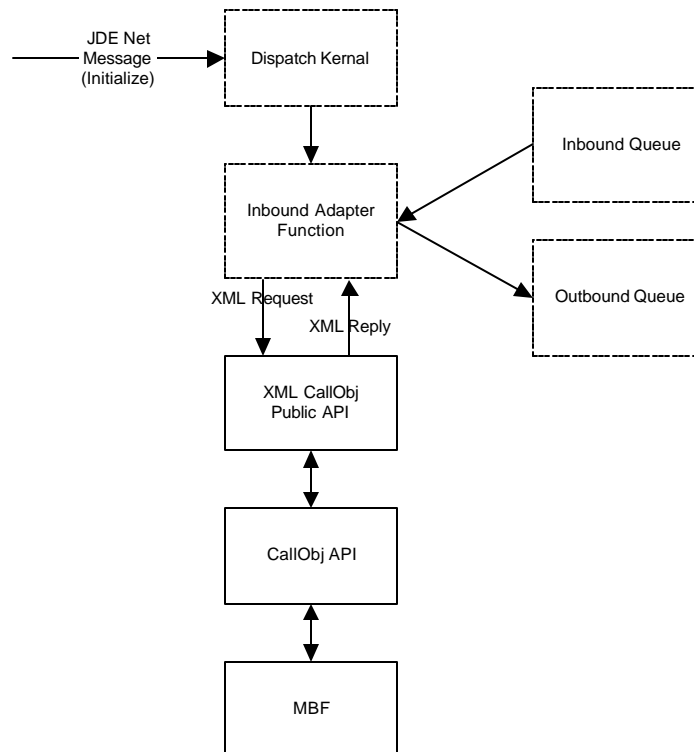 JDE Net
Message
(Initialize)
Dispatch Kernal
Inbound Queue
Inbound Adapter
Function
Outbound Queue
XML Request
XML Reply
XML CallObj
Public API
CallObj API
MBF